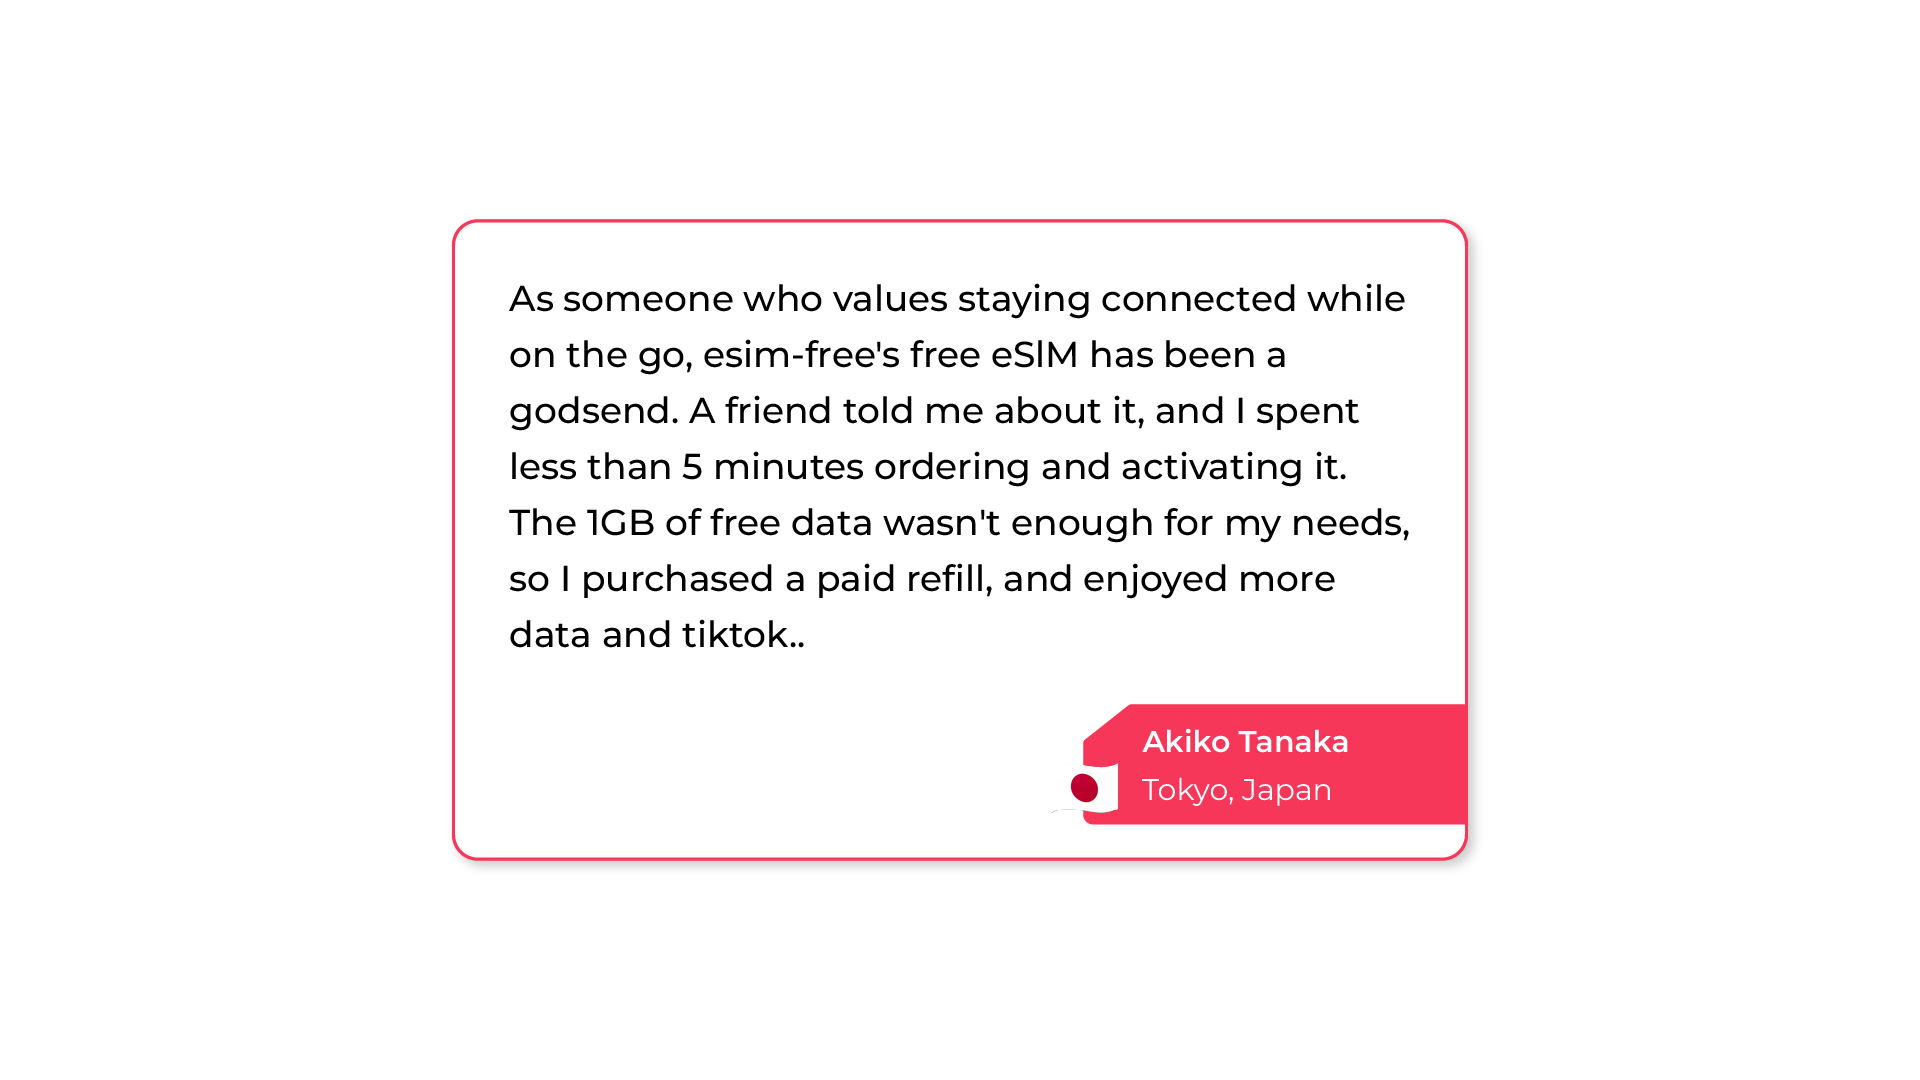 As someone who values staying connected while
on the go, esim-free's free eSlM has been a
godsend. A friend told me about it, and I spent
less than 5 minutes ordering and activating it.
The 1GB of free data wasn't enough for my needs,
so I purchased a paid refill, and enjoyed more
data and tiktok..
Akiko Tanaka
Tokyo, Japan